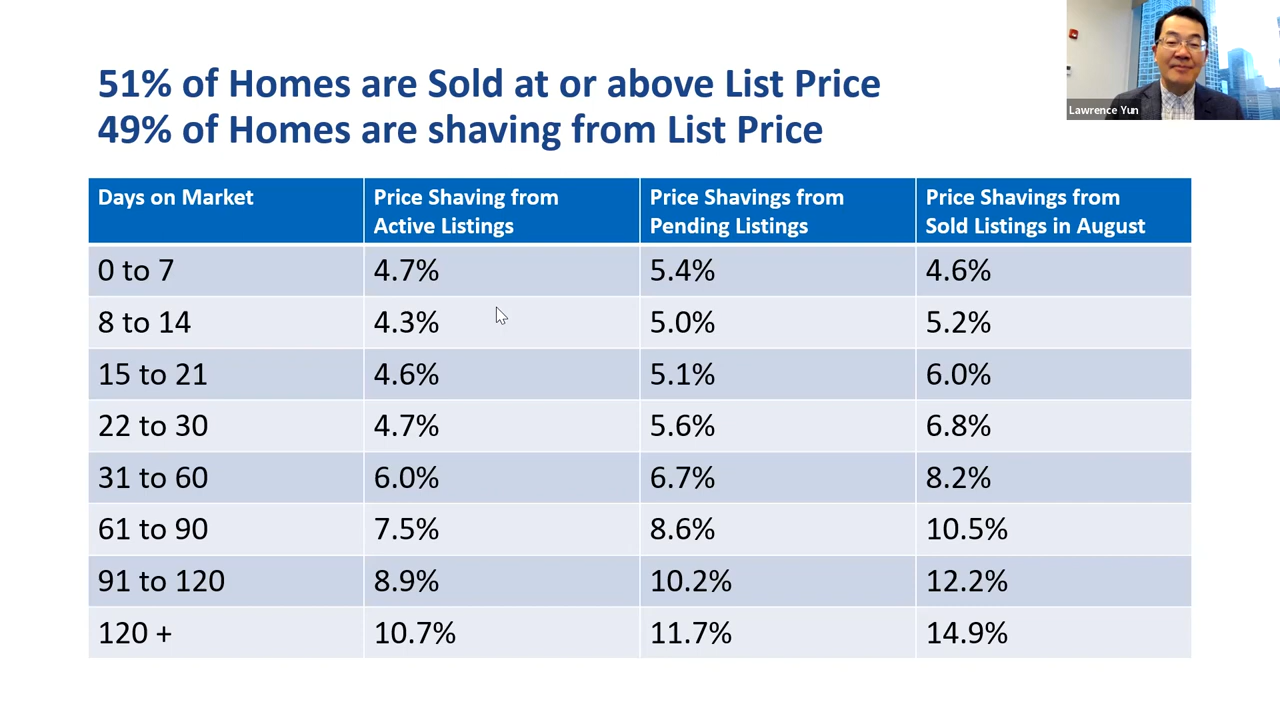 51% of Homes are Sold at or above List Price
49% of Homes are shaving from List Price
Lawrence Yun
Days on Market
Price Shaving from
Active Listings
Price Shavings from
Pending Listings
Price Shavings from
Sold Listings in August
0 to 7
4.7%
5.4%
4.6%
8 to 14
4.3%
5.0%
5.2%
15 to 21
4.6%
5.1%
6.0%
22 to 30
4.7%
5.6%
6.8%
31 to 60
6.0%
6.7%
8.2%
61 to 90
7.5%
8.6%
10.5%
91 to 120
8.9%
10.2%
12.2%
120 +
10.7%
11.7%
14.9%